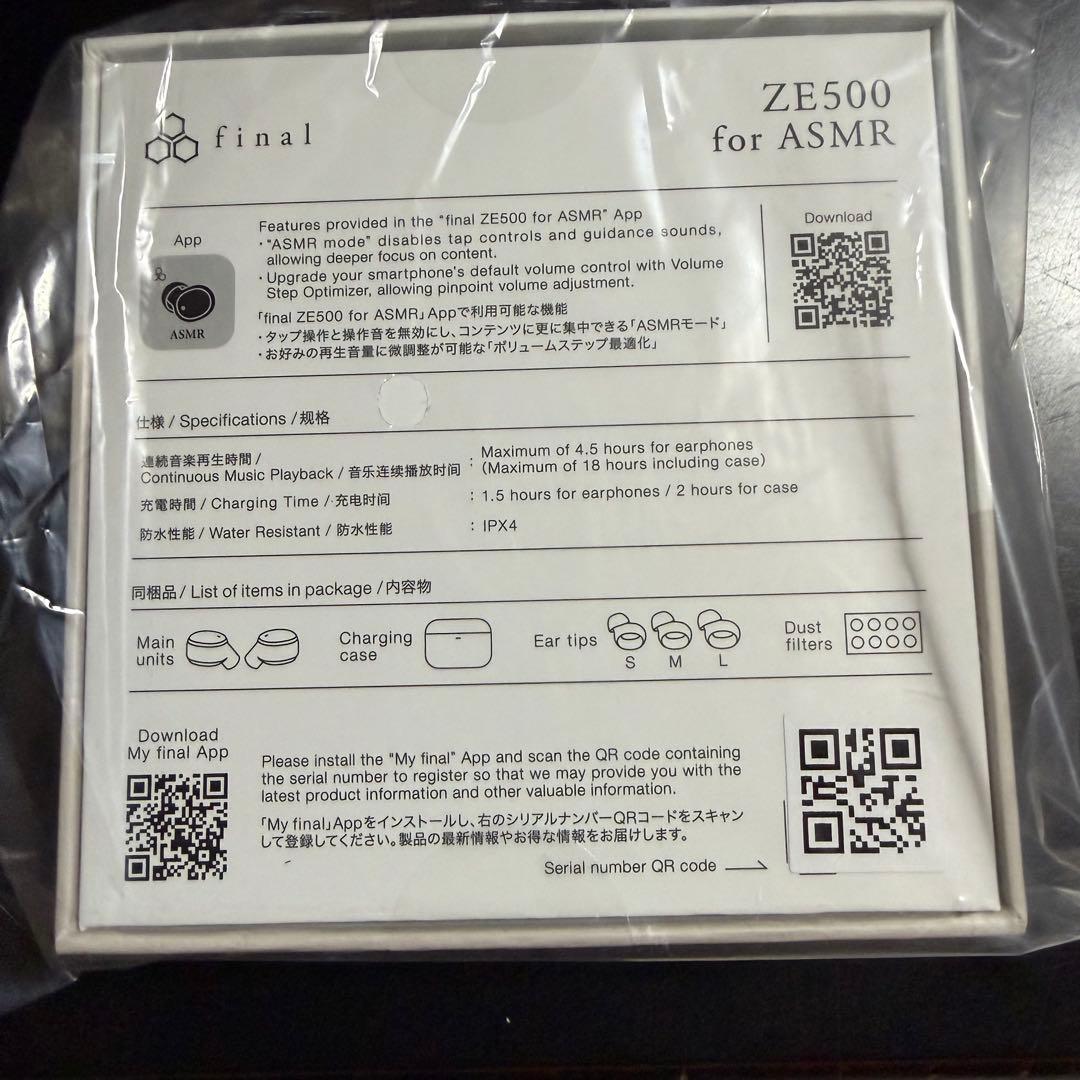 final
ZE500
for ASMR
App
ASMR
Features provided in the "final ZE500 for ASMR" App
・"ASMR mode" disables tap controls and guidance sounds,
allowing deeper focus on content.
・Upgrade your smartphone's default volume control with Volume
Step Optimizer, allowing pinpoint volume adjustment.
「final ZE500 for ASMR」Appで利用可能な機能
・タップ操作と操作音を無効にし、コンテンツに更に集中できる「ASMRモード」
・お好みの再生音量に微調整が可能な「ボリュームステップ最適化」
Download
仕様 / Specifications / 规格
連続音楽再生時間 /
Continuous Music Playback / 音乐连续播放时间
: Maximum of 4.5 hours for earphones
(Maximum of 18 hours including case)
充電時間 / Charging Time / 充电时间 : 1.5 hours for earphones / 2 hours for case
防水性能 / Water Resistant / 防水性能 : IPX4
同梱品 / List of items in package / 内容物
Main
units
Charging
case
Ear tips
S M L
Dust
filters
Download
My final App
Please install the "My final" App and scan the QR code containing
the serial number to register so that we may provide you with the
latest product information and other valuable information.
「My final」Appをインストールし、右のシリアルナンバーQRコードをスキャン
して登録してください。製品の最新情報やお得な情報をお届けします。
Serial number QR code